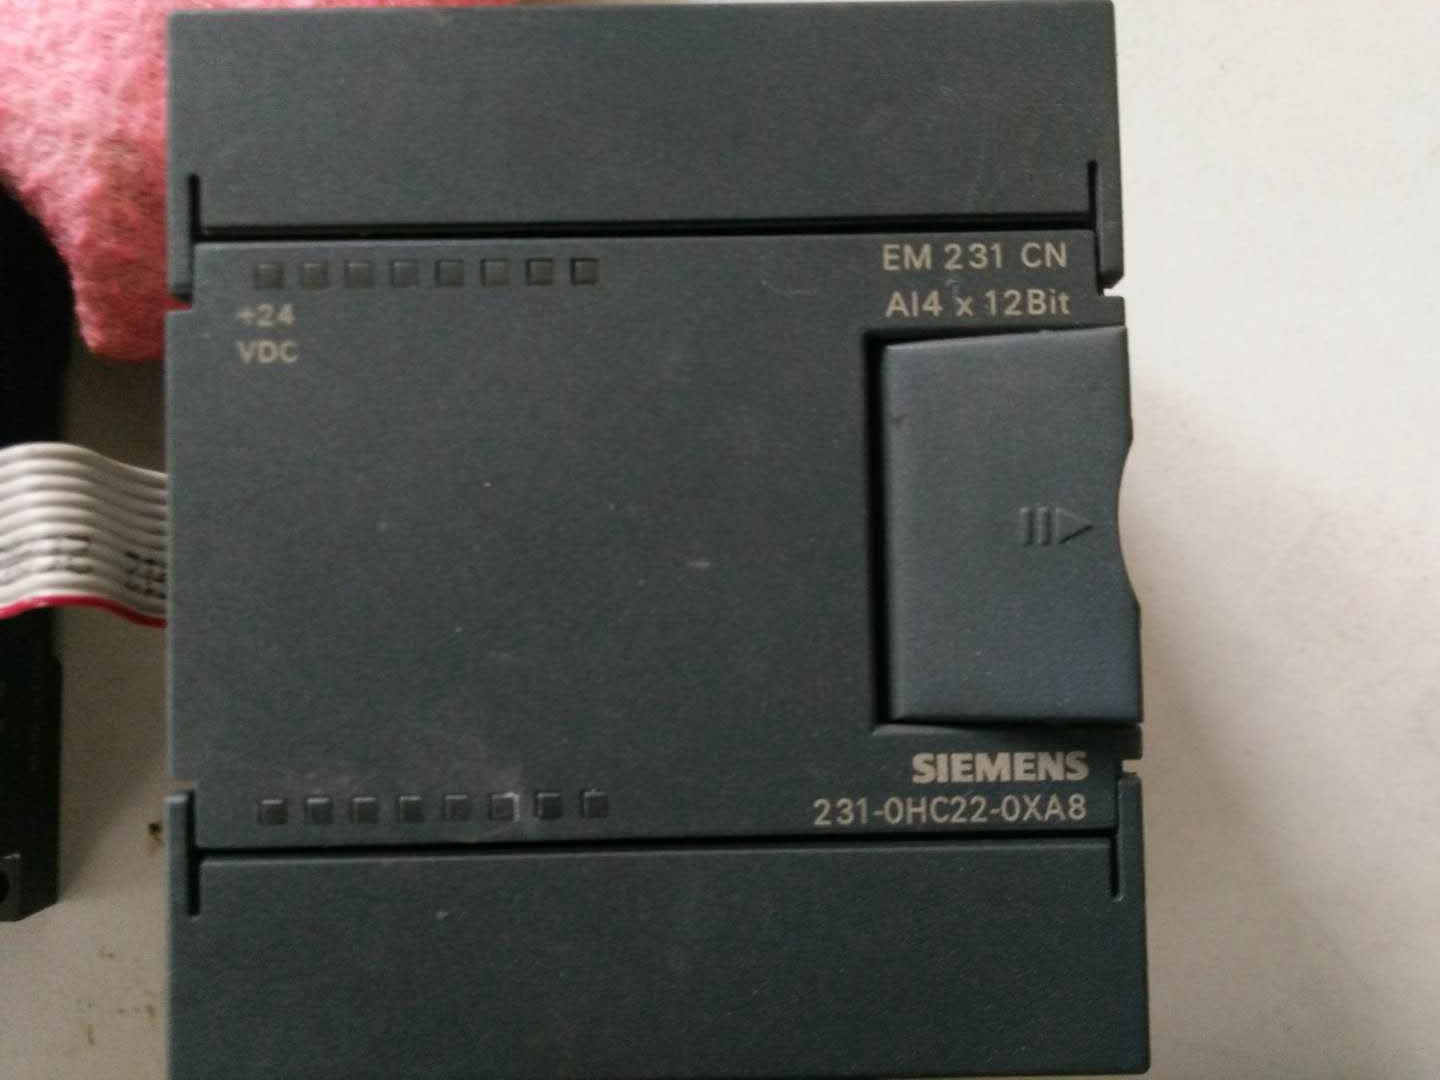 EM 231 CN
AI4 x 12Bit
+24
VDC
SIEMENS
231-0HC22-0XA8